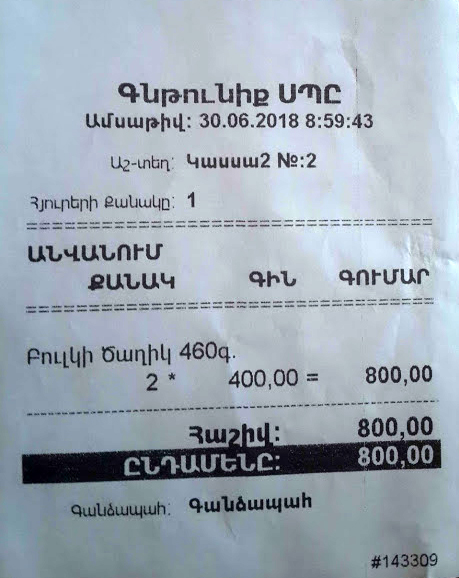 Գնթունիք ՍՊԸ
Ամսաթիվ: 30.06.2018 8:59:43
Աշ-տեղ: Կասսա2 №:2
Հյուրերի Քանակը: 1
ԱՆՎԱՆՈՒՄ
ՔԱՆԱԿ ԳԻՆ ԳՈՒՄԱՐ
Բուլկի Ծաղիկ 460գ.
2 * 400,00 = 800,00
Հաշիվ: 800,00
ԸՆԴԱՄԵՆԸ: 800,00
Գանձապահ: Գանձապահ
#143309